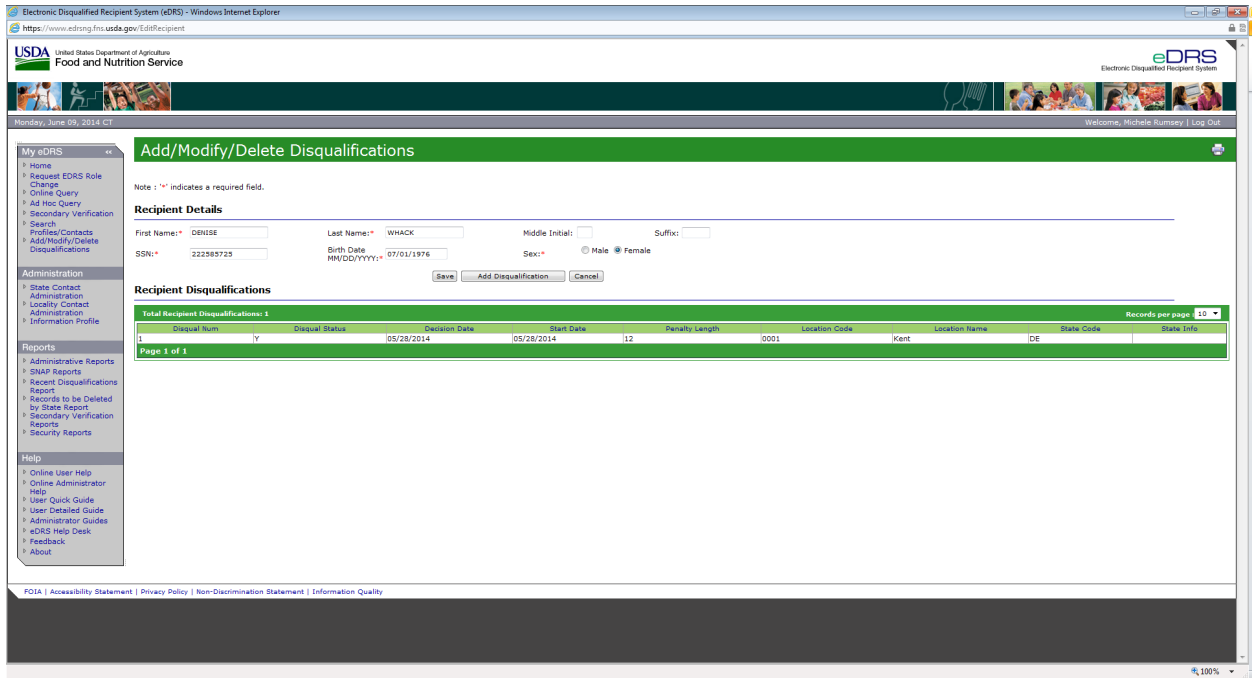 Electronic Disqualified Recipient System (eDRS) - Windows Internet Explorer
https://www.edrsng.fns.usda.gov/EditRecipient
USDA United States Department of Agriculture
Food and Nutrition Service
eDRS
Electronic Disqualified Recipient System
Monday, June 09, 2014 CT
Welcome, Michele Rumsey | Log Out
My eDRS «
Home
Request EDRS Role
Change
Online Query
Ad Hoc Query
Secondary Verification
Search
Profiles/Contacts
Add/Modify/Delete
Disqualifications
Administration
State Contact
Administration
Locality Contact
Administration
Information Profile
Reports
Administrative Reports
SNAP Reports
Recent Disqualifications
Report
Records to be Deleted
by State Report
Secondary Verification
Reports
Security Reports
Help
Online User Help
Online Administrator
Help
User Quick Guide
User Detailed Guide
Administrator Guides
eDRS Help Desk
Feedback
About
Add/Modify/Delete Disqualifications
Note : '*' indicates a required field.
Recipient Details
First Name:* DENISE Last Name:* WHACK Middle Initial: Suffix:
SSN:* 222585725 Birth Date MM/DD/YYYY:* 07/01/1976 Sex:* Male Female
Save Add Disqualification Cancel
Recipient Disqualifications
Total Recipient Disqualifications: 1 Records per page : 10
Disqual Num Disqual Status Decision Date Start Date Penalty Length Location Code Location Name State Code State Info
1 Y 05/28/2014 05/28/2014 12 0001 Kent DE
Page 1 of 1
FOIA | Accessibility Statement | Privacy Policy | Non-Discrimination Statement | Information Quality
100%